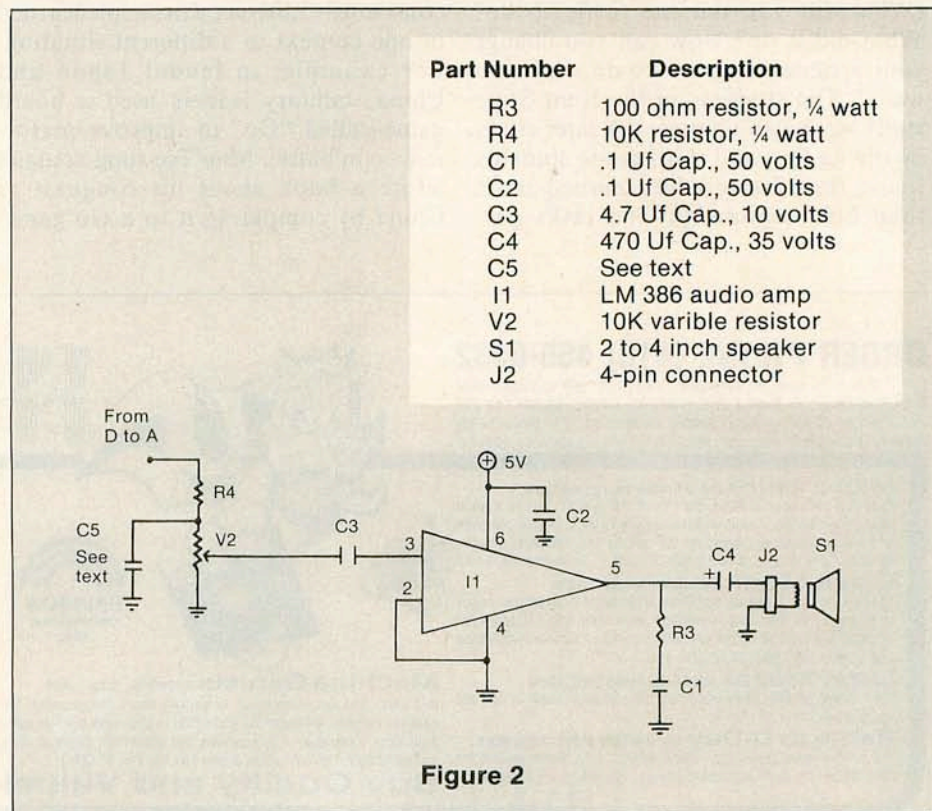 Part Number Description
R3 100 ohm resistor, ¼ watt
R4 10K resistor, ¼ watt
C1 .1 Uf Cap., 50 volts
C2 .1 Uf Cap., 50 volts
C3 4.7 Uf Cap., 10 volts
C4 470 Uf Cap., 35 volts
C5 See text
I1 LM 386 audio amp
V2 10K varible resistor
S1 2 to 4 inch speaker
J2 4-pin connector
From
D to A
R4
C5
See
text
V2
C3
3
2
I1
6
4
5
+ 5V
C2
R3
C1
+
C4
J2
S1
Figure 2